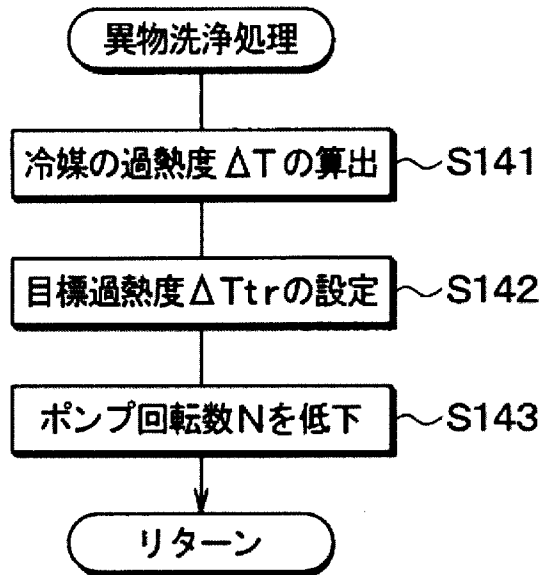 異物洗浄処理
冷媒の過熱度ΔTの算出 S141
目標過熱度ΔTtrの設定 S142
ポンプ回転数Nを低下 S143
リターン